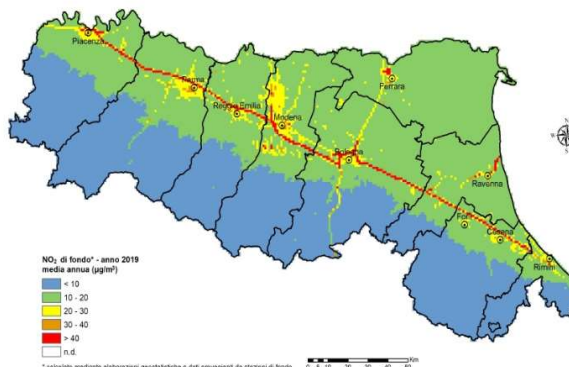 Piacenza
Parma
Reggio Emilia
Modena
Ferrara
Bologna
Ravenna
Forlì
Cesena
Rimini
N
NO₂ di fondo* - anno 2019
media annua (µg/m³)
< 10
10 - 20
20 - 30
30 - 40
> 40
n.d.
Km